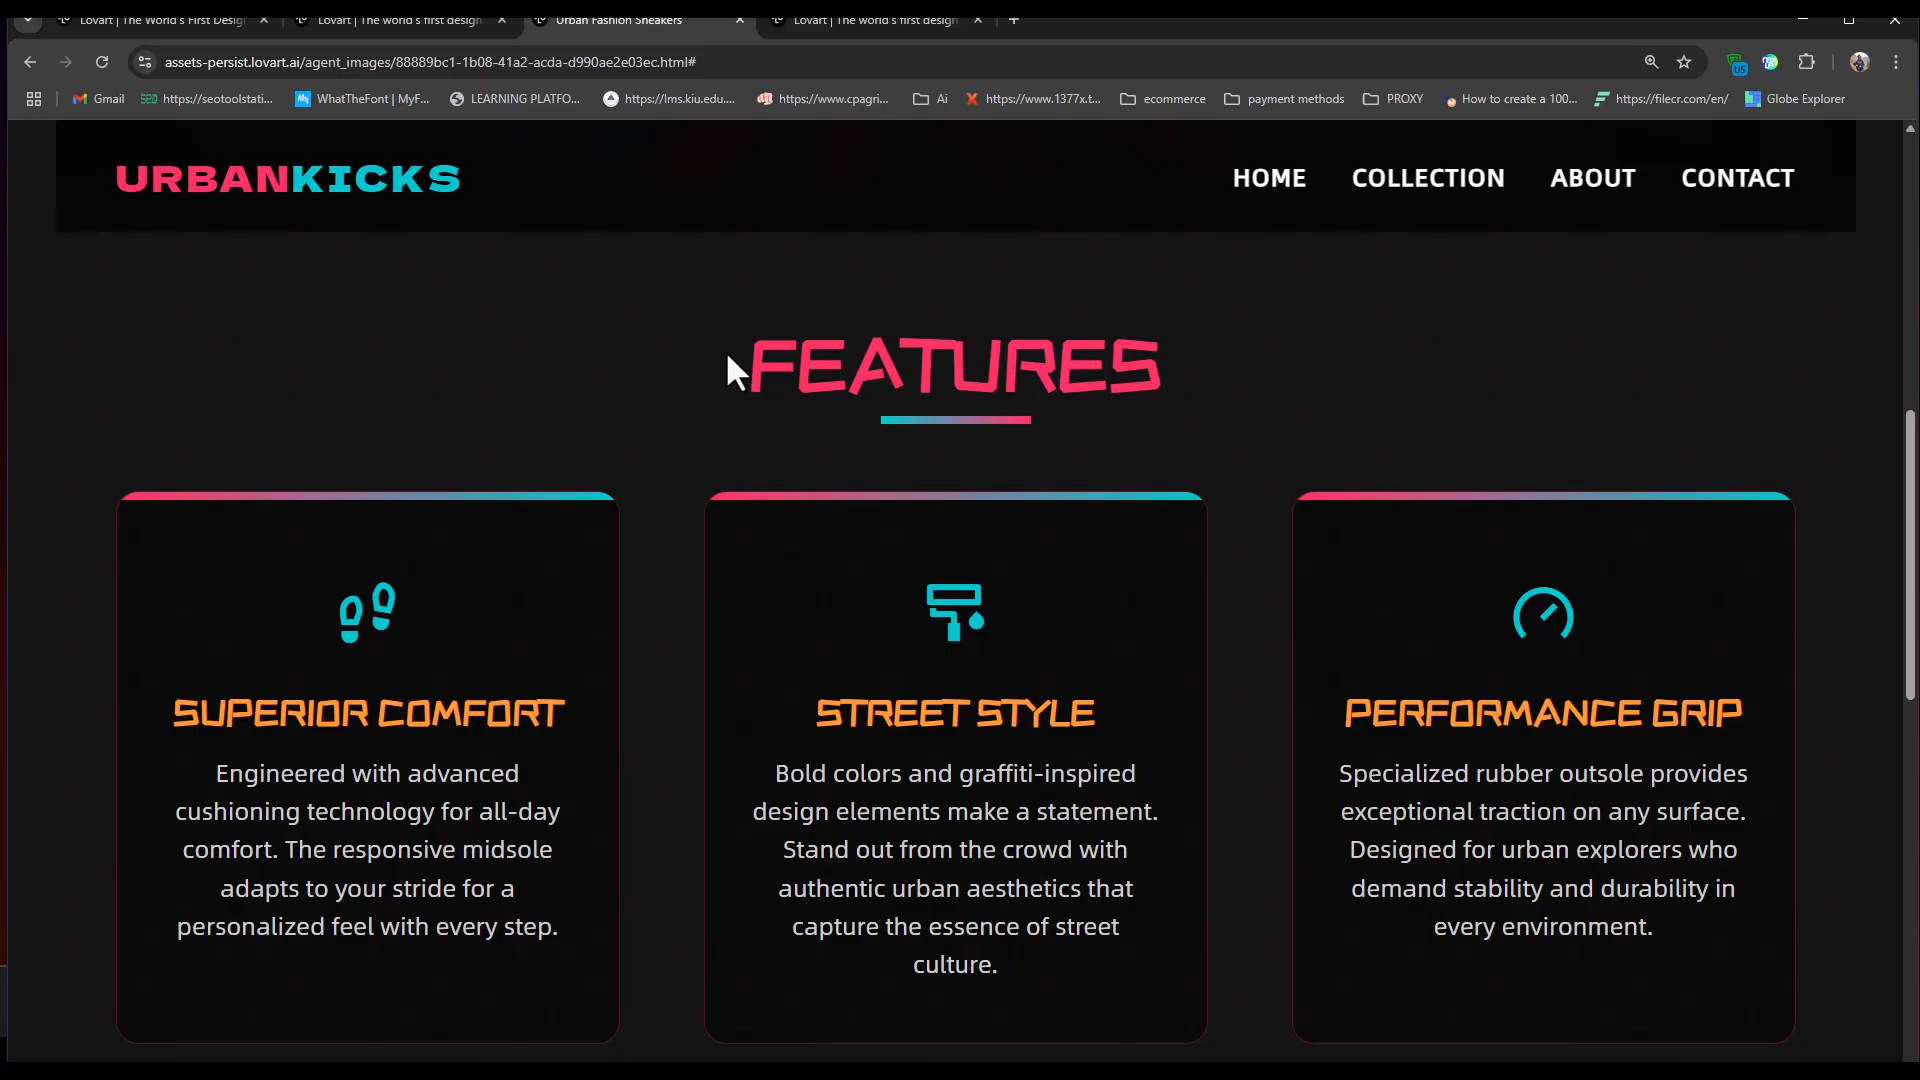 Lovart | The World's First Desig
Lovart | The world's first design
Urban Fashion Sneakers
Lovart | The world's first design
assets-persist.lovart.ai/agent_images/88889bc1-1b08-41a2-acda-d990ae2e03ec.html#
US
Gmail
https://seotoolstati...
WhatTheFont | MyF...
LEARNING PLATFO...
https://lms.kiu.edu....
https://www.cpagri...
Ai
https://www.1377x.t...
ecommerce
payment methods
PROXY
How to create a 100...
https://filecr.com/en/
Globe Explorer
URBANKICKS
HOME
COLLECTION
ABOUT
CONTACT
FEATURES
SUPERIOR COMFORT
Engineered with advanced
cushioning technology for all-day
comfort. The responsive midsole
adapts to your stride for a
personalized feel with every step.
STREET STYLE
Bold colors and graffiti-inspired
design elements make a statement.
Stand out from the crowd with
authentic urban aesthetics that
capture the essence of street
culture.
PERFORMANCE GRIP
Specialized rubber outsole provides
exceptional traction on any surface.
Designed for urban explorers who
demand stability and durability in
every environment.